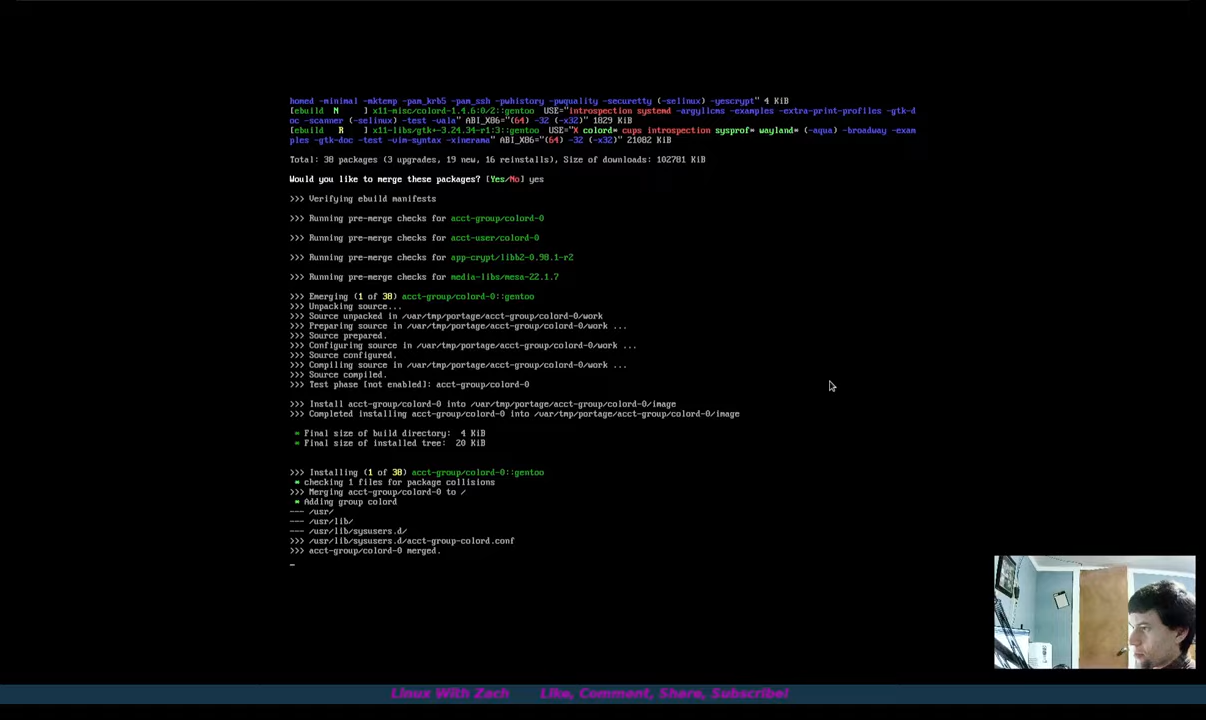 homed -minimal -mktemp -pam_krb5 -pam_ssh -pwhistory -pwquality -securetty (-selinux) -yescrypt" 4 KiB
[ebuild  N     ] x11-misc/colord-1.4.6:0/2::gentoo  USE="introspection systemd -argyllcms -examples -extra-print-profiles -gtk-d
oc -scanner (-selinux) -test -vala" ABI_X86="(64) -32 (-x32)" 1829 KiB
[ebuild   R    ] x11-libs/gtk+-3.24.34-r1:3::gentoo  USE="X colord* cups introspection sysprof* wayland* (-aqua) -broadway -exam
ples -gtk-doc -test -vim-syntax -xinerama" ABI_X86="(64) -32 (-x32)" 21082 KiB
Total: 38 packages (3 upgrades, 19 new, 16 reinstalls), Size of downloads: 102781 KiB
Would you like to merge these packages? [Yes/No] yes
>>> Verifying ebuild manifests
>>> Running pre-merge checks for acct-group/colord-0
>>> Running pre-merge checks for acct-user/colord-0
>>> Running pre-merge checks for app-crypt/libb2-0.98.1-r2
>>> Running pre-merge checks for media-libs/mesa-22.1.7
>>> Emerging (1 of 38) acct-group/colord-0::gentoo
>>> Unpacking source...
>>> Source unpacked in /var/tmp/portage/acct-group/colord-0/work
>>> Preparing source in /var/tmp/portage/acct-group/colord-0/work ...
>>> Source prepared.
>>> Configuring source in /var/tmp/portage/acct-group/colord-0/work ...
>>> Source configured.
>>> Compiling source in /var/tmp/portage/acct-group/colord-0/work ...
>>> Source compiled.
>>> Test phase [not enabled]: acct-group/colord-0
>>> Install acct-group/colord-0 into /var/tmp/portage/acct-group/colord-0/image
>>> Completed installing acct-group/colord-0 into /var/tmp/portage/acct-group/colord-0/image
* Final size of build directory:  4 KiB
* Final size of installed tree:  20 KiB
>>> Installing (1 of 38) acct-group/colord-0::gentoo
* checking 1 files for package collisions
>>> Merging acct-group/colord-0 to /
* Adding group colord
--- /usr/
--- /usr/lib/
--- /usr/lib/sysusers.d/
>>> /usr/lib/sysusers.d/acct-group-colord.conf
>>> acct-group/colord-0 merged.
Linux With Zach    Like, Comment, Share, Subscribe!